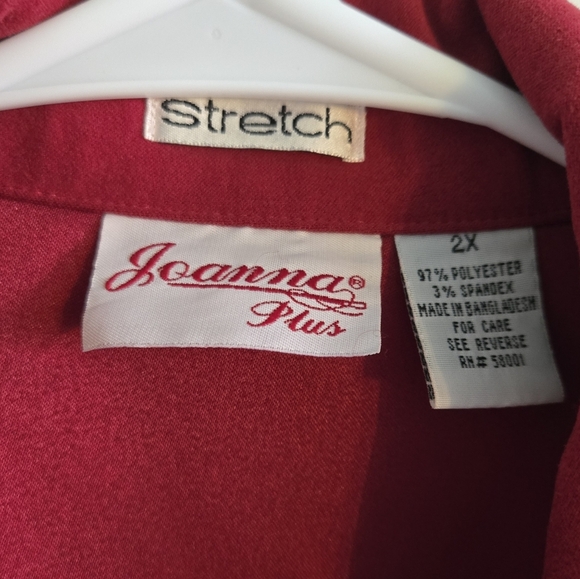 Stretch
Joanna®
Plus
2X
97% POLYESTER
3% SPANDEX
MADE IN BANGLADESH
FOR CARE
SEE REVERSE
RN# 58001